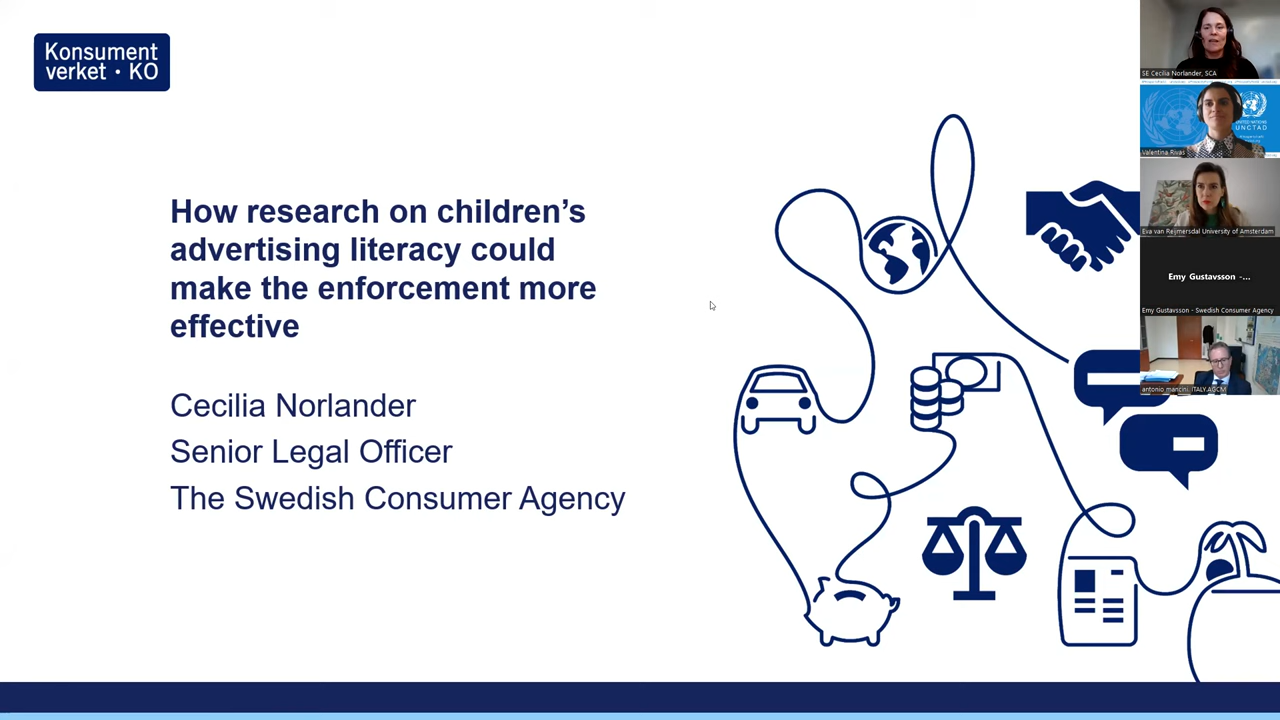 Konsument
verket • KO
How research on children's
advertising literacy could
make the enforcement more
effective
Cecilia Norlander
Senior Legal Officer
The Swedish Consumer Agency
SE Cecilia Norlander, SCA
UNITED NATIONS
UNCTAD
Valentina Rivas
Eva van Reijmersdal University of Amsterdam
Emy Gustavsson -...
Emy Gustavsson - Swedish Consumer Agency
antonio mancini, ITALY.AGCM